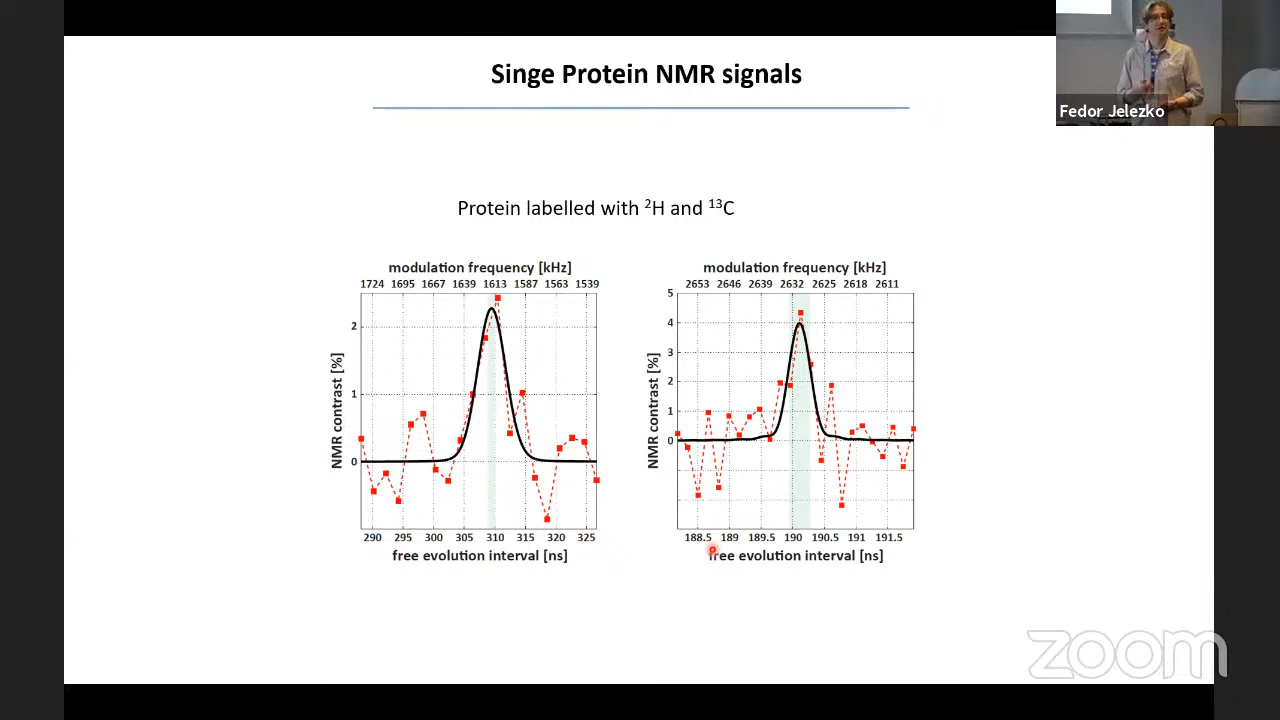 Singe Protein NMR signals
Fedor Jelezko
Protein labelled with ²H and ¹³C
modulation frequency [kHz]
1724 1695 1667 1639 1613 1587 1563 1539
2
1
0
NMR contrast [%]
290 295 300 305 310 315 320 325
free evolution interval [ns]
modulation frequency [kHz]
2653 2646 2639 2632 2625 2618 2611
5
4
3
2
1
0
NMR contrast [%]
188.5 189 189.5 190 190.5 191 191.5
free evolution interval [ns]
zoom